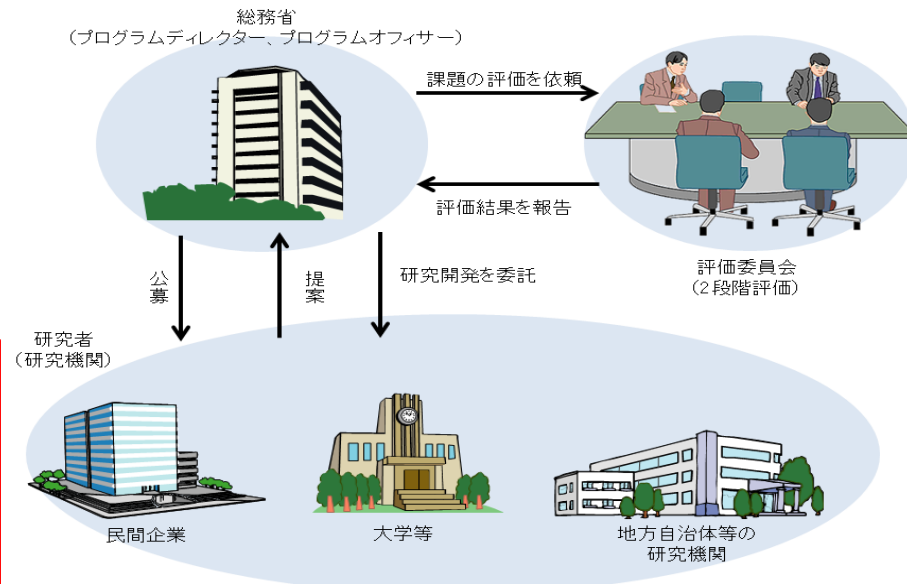 総務省
(プログラムディレクター、プログラムオフィサー)
課題の評価を依頼
評価結果を報告
評価委員会
(2段階評価)
公募
提案
研究開発を委託
研究者
(研究機関)
民間企業
大学等
地方自治体等の
研究機関